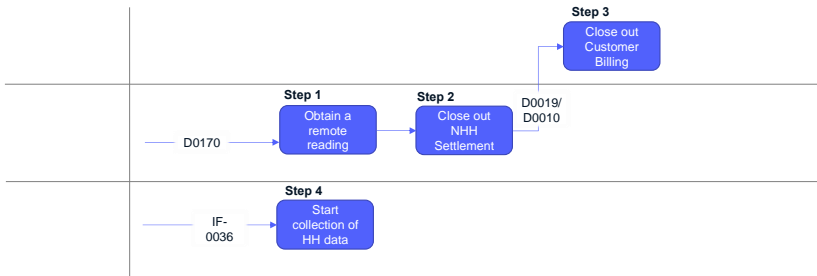 Step 3
Close out
Customer
Billing
Step 1
Obtain a
remote
reading
Step 2
Close out
NHH
Settlement
D0019/
D0010
D0170
Step 4
Start
collection of
HH data
IF-
0036